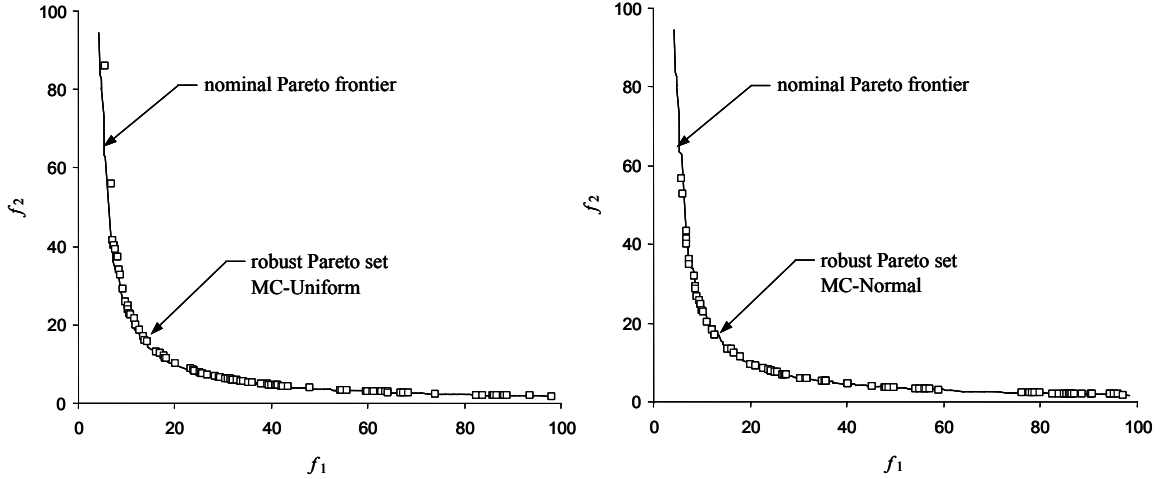 100
80
60
40
20
0
0 20 40 60 80 100
f2
f1
nominal Pareto frontier
robust Pareto set
MC-Uniform
100
80
60
40
20
0
0 20 40 60 80 100
f2
f1
nominal Pareto frontier
robust Pareto set
MC-Normal